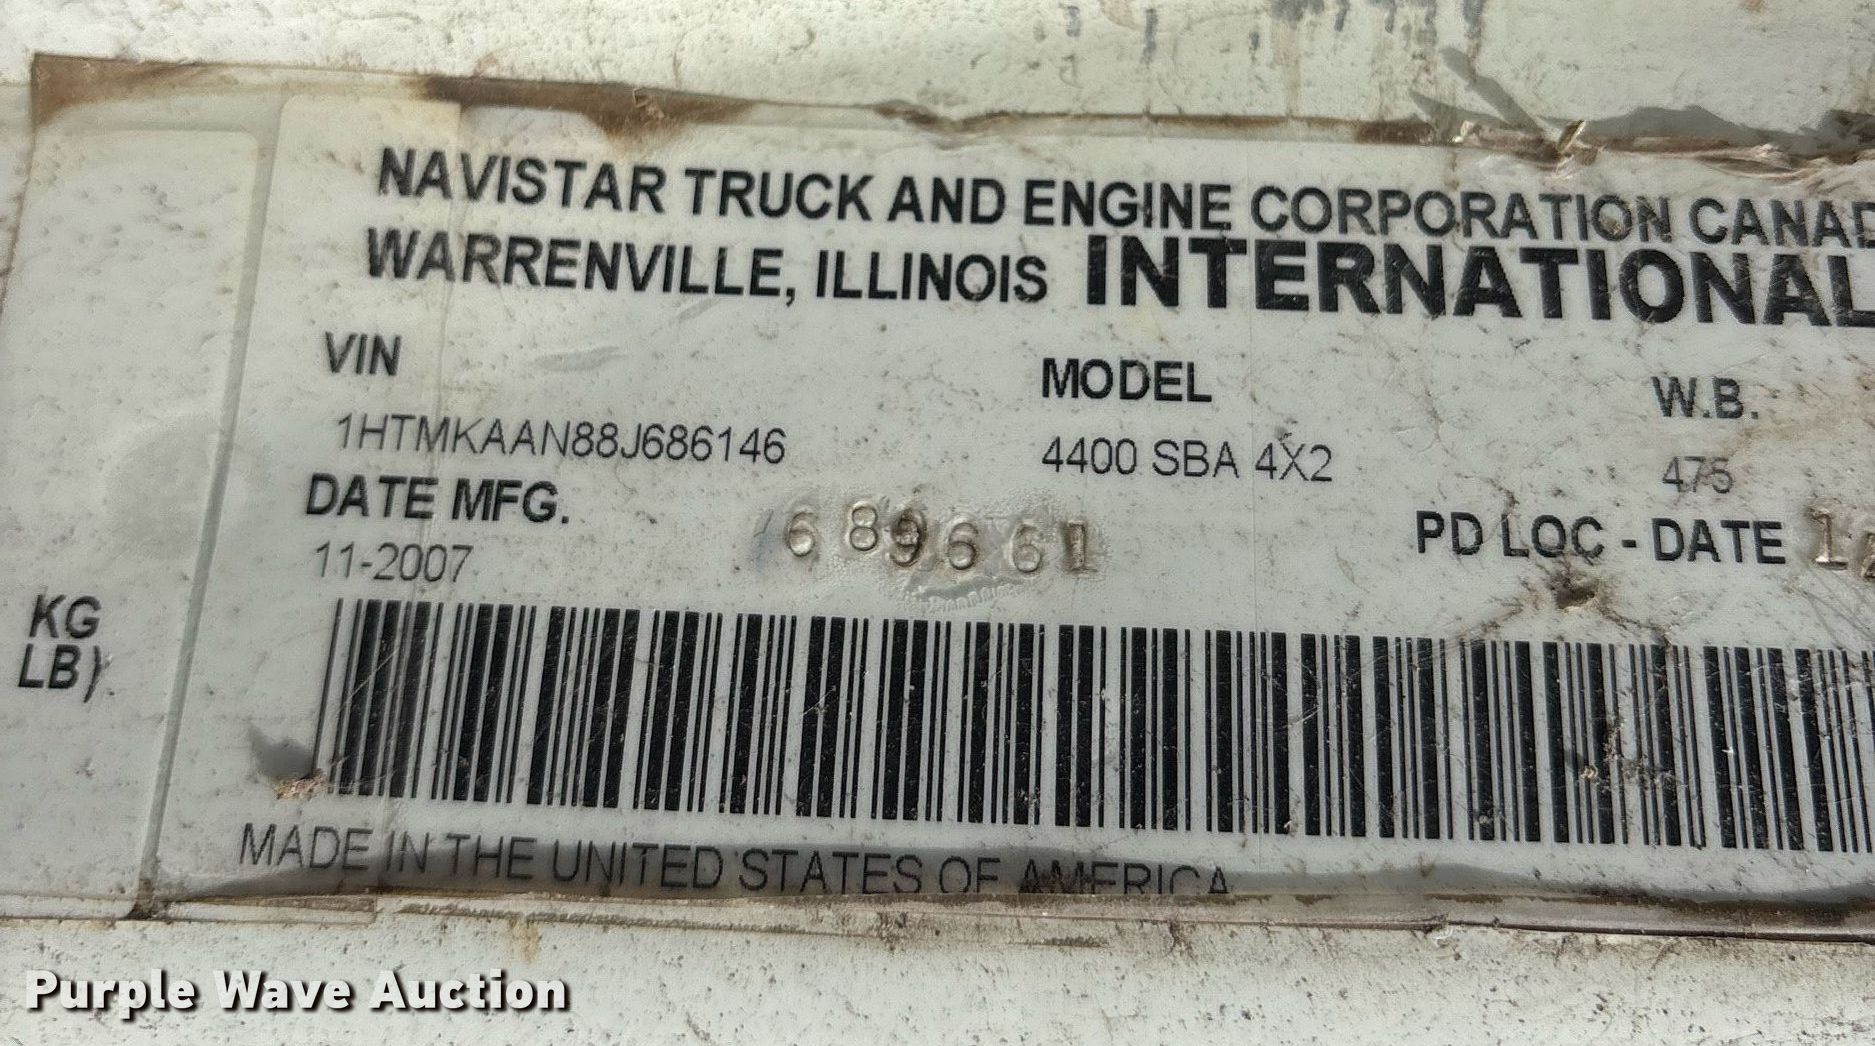 NAVISTAR TRUCK AND ENGINE CORPORATION CANAD
WARRENVILLE, ILLINOIS INTERNATIONAL
VIN MODEL W.B.
1HTMKAAN88J686146 4400 SBA 4X2 475
DATE MFG. 689661 PD LOC - DATE 1
11-2007
KG
LB)
MADE IN THE UNITED STATES OF AMERICA
Purple Wave Auction